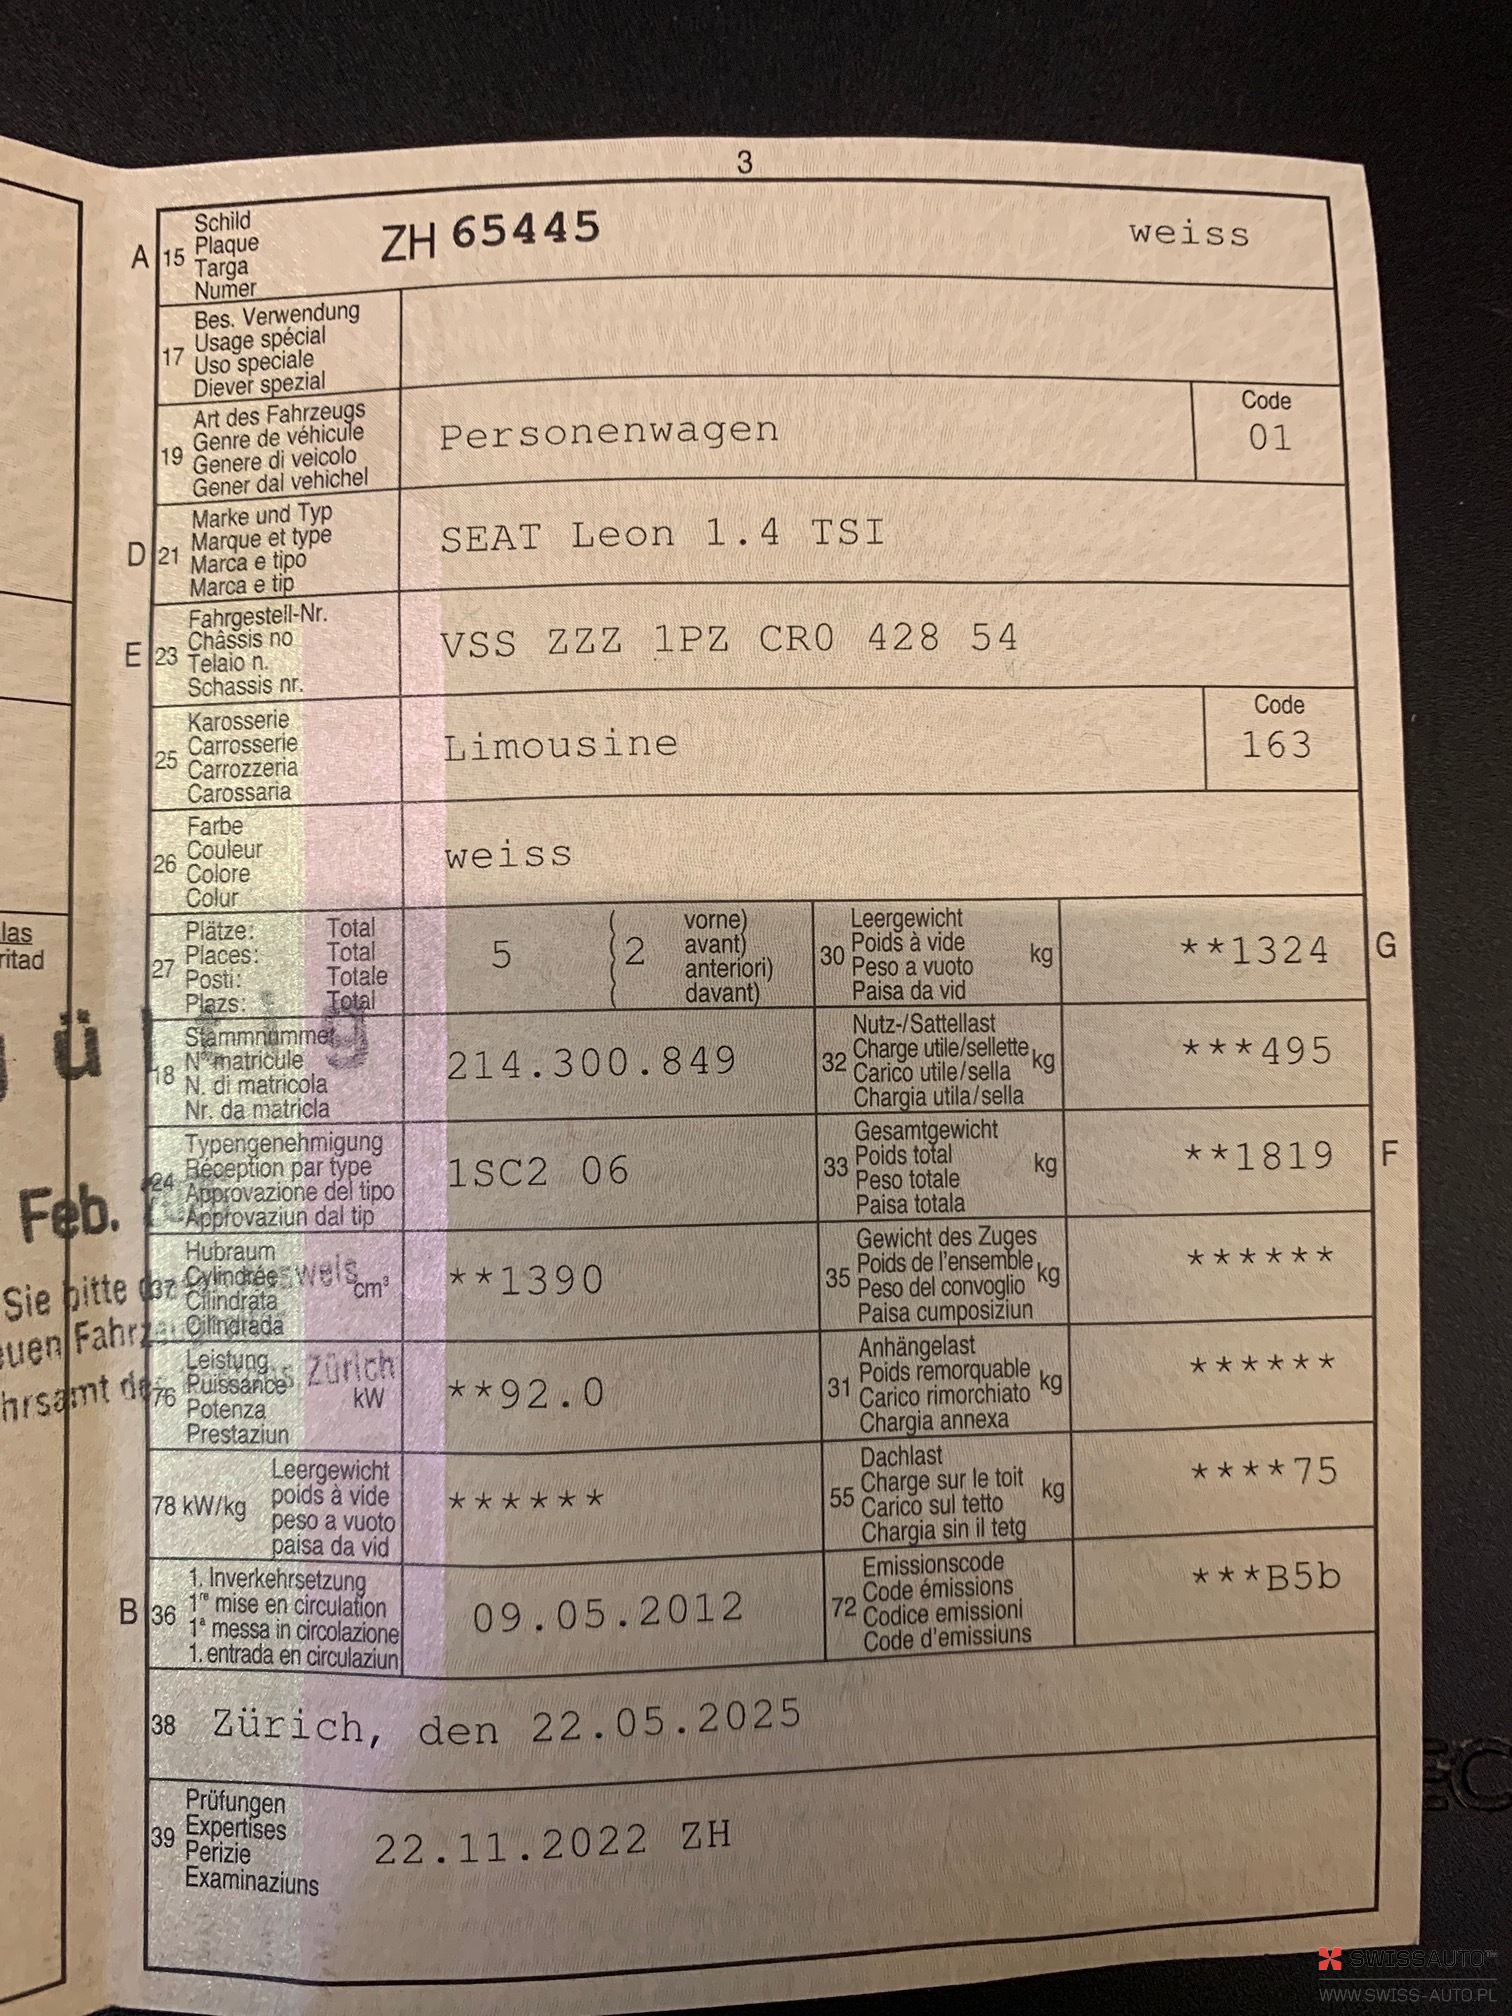 3
A 15 Schild
Plaque
Targa
Numer
ZH 65445 weiss
17 Bes. Verwendung
Usage spécial
Uso speciale
Diever spezial
19 Art des Fahrzeugs
Genre de véhicule
Genere di veicolo
Gener dal vehichel
Personenwagen
Code
01
D 21 Marke und Typ
Marque et type
Marca e tipo
Marca e tip
SEAT Leon 1.4 TSI
E 23 Fahrgestell-Nr.
Châssis no
Telaio n.
Schassis nr.
VSS ZZZ 1PZ CR0 428 54
25 Karosserie
Carrosserie
Carrozzeria
Carossaria
Limousine
Code
163
26 Farbe
Couleur
Colore
Colur
weiss
27 Plätze: Total
Places: Total
Posti: Totale
Plazs: Total
5 ( 2 vorne)
avant)
anteriori)
davant)
30 Leergewicht
Poids à vide
Peso a vuoto
Paisa da vid
kg
**1324 G
18 Stammnummer
N° matricule
N. di matricola
Nr. da matricla
214.300.849
32 Nutz-/Sattellast
Charge utile/sellette
Carico utile/sella
Chargia utila/sella
kg
***495
24 Typengenehmigung
Réception par type
Approvazione del tipo
Approvaziun dal tip
1SC2 06
33 Gesamtgewicht
Poids total
Peso totale
Paisa totala
kg
**1819 F
37 Hubraum
Cylindrée
Cilindrata
Cilindrada
cm³
**1390
35 Gewicht des Zuges
Poids de l'ensemble
Peso del convoglio
Paisa cumposiziun
kg
******
76 Leistung
Puissance
Potenza
Prestaziun
kW
**92.0
31 Anhängelast
Poids remorquable
Carico rimorchiato
Chargia annexa
kg
******
78 kW/kg Leergewicht
poids à vide
peso a vuoto
paisa da vid
******
55 Dachlast
Charge sur le toit
Carico sul tetto
Chargia sin il tetg
kg
****75
B 36 1. Inverkehrsetzung
1re mise en circulation
1a messa in circolazione
1. entrada en circulaziun
09.05.2012
72 Emissionscode
Code émissions
Codice emissioni
Code d'emissiuns
***B5b
38 Zürich, den 22.05.2025
39 Prüfungen
Expertises
Perizie
Examinaziuns
22.11.2022 ZH
Feb.
Sie bitte
Zürich
SWISSAUTO™
WWW.SWISS-AUTO.PL